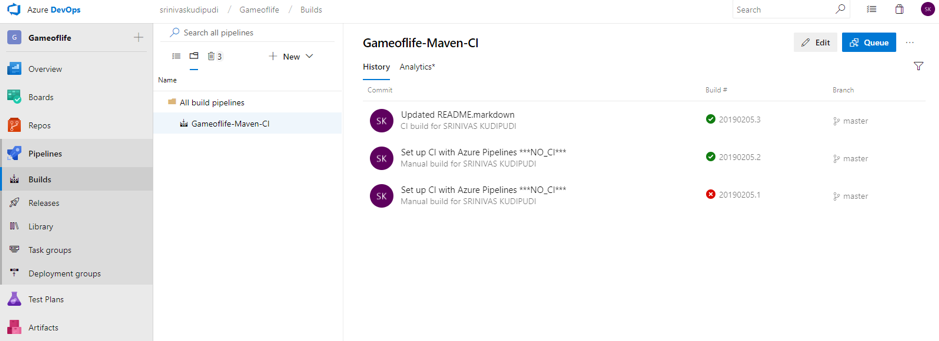 Azure DevOps
srinivaskudipudi / Gameoflife / Builds
Search
SK
G Gameoflife
Overview
Boards
Repos
Pipelines
Builds
Releases
Library
Task groups
Deployment groups
Test Plans
Artifacts
Search all pipelines
3
New
Name
All build pipelines
Gameoflife-Maven-CI
Gameoflife-Maven-CI
Edit
Queue
History Analytics*
Commit Build # Branch
SK Updated README.markdown
CI build for SRINIVAS KUDIPUDI
20190205.3 master
SK Set up CI with Azure Pipelines ***NO_CI***
Manual build for SRINIVAS KUDIPUDI
20190205.2 master
SK Set up CI with Azure Pipelines ***NO_CI***
Manual build for SRINIVAS KUDIPUDI
20190205.1 master